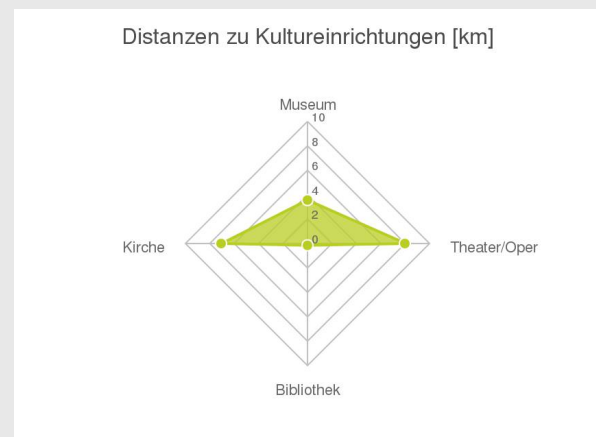 Distanzen zu Kultureinrichtungen [km]
Museum
10
8
6
4
2
0
Kirche
Theater/Oper
Bibliothek